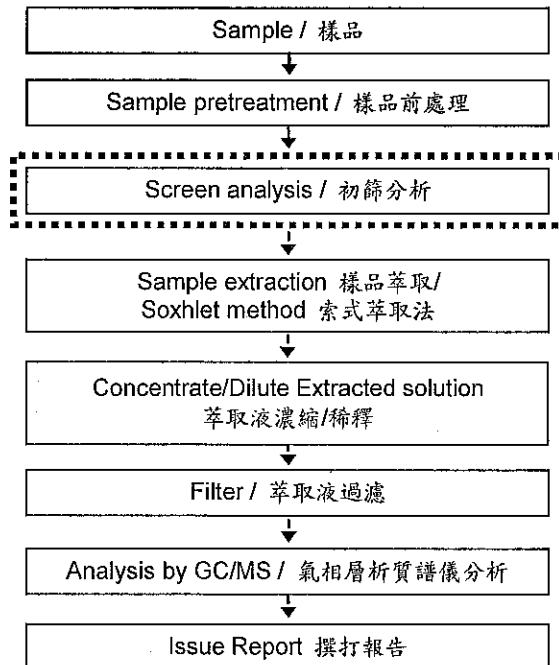 Sample / 樣品
Sample pretreatment / 樣品前處理
Screen analysis / 初篩分析
Sample extraction 樣品萃取/
Soxhlet method 索式萃取法
Concentrate/Dilute Extracted solution
萃取液濃縮/稀釋
Filter / 萃取液過濾
Analysis by GC/MS / 氣相層析質譜儀分析
Issue Report 撰打報告